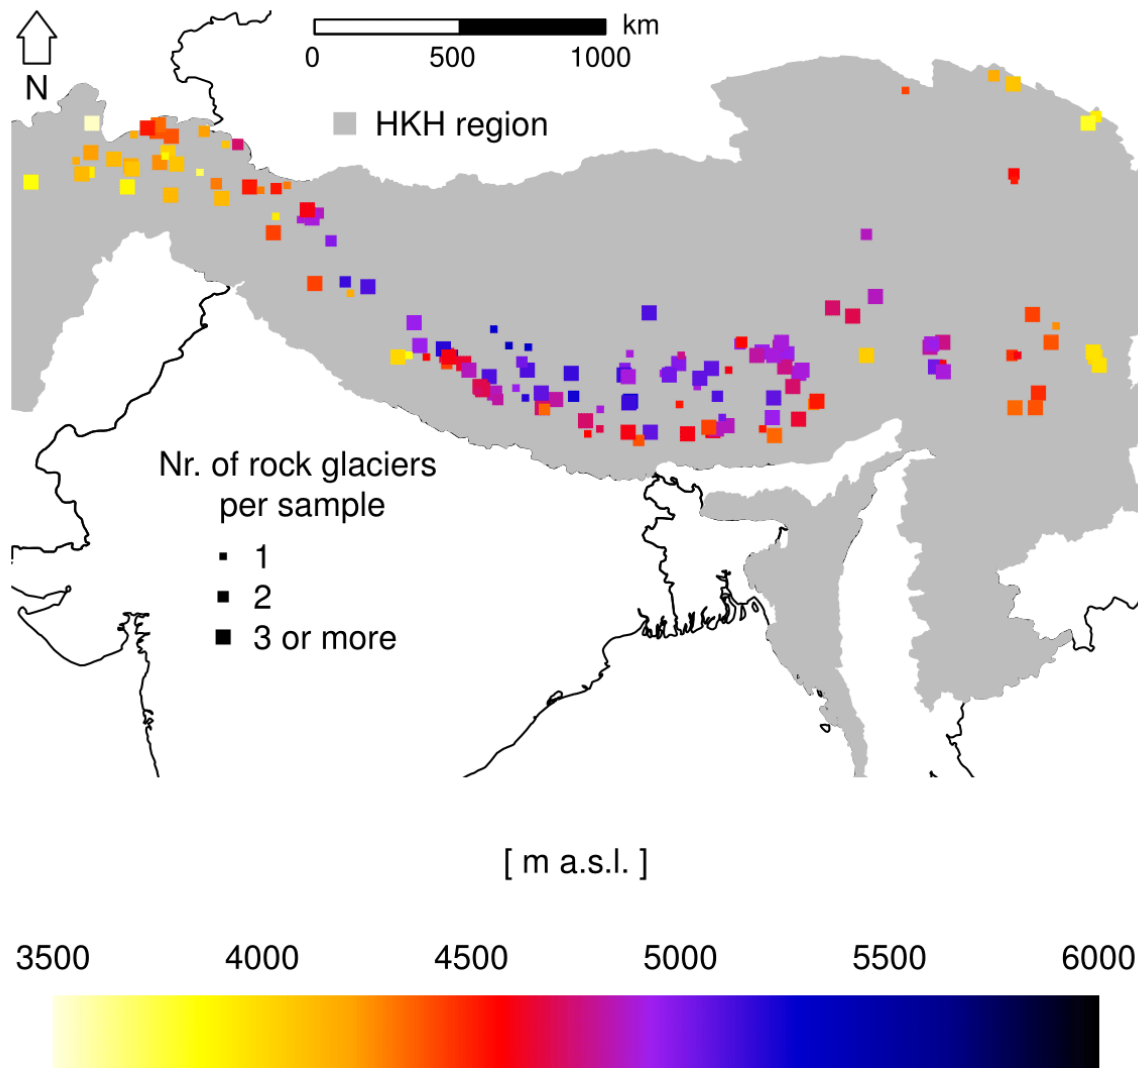 km
0 500 1000
N
HKH region
Nr. of rock glaciers
per sample
1
2
3 or more
[ m a.s.l. ]
3500 4000 4500 5000 5500 6000